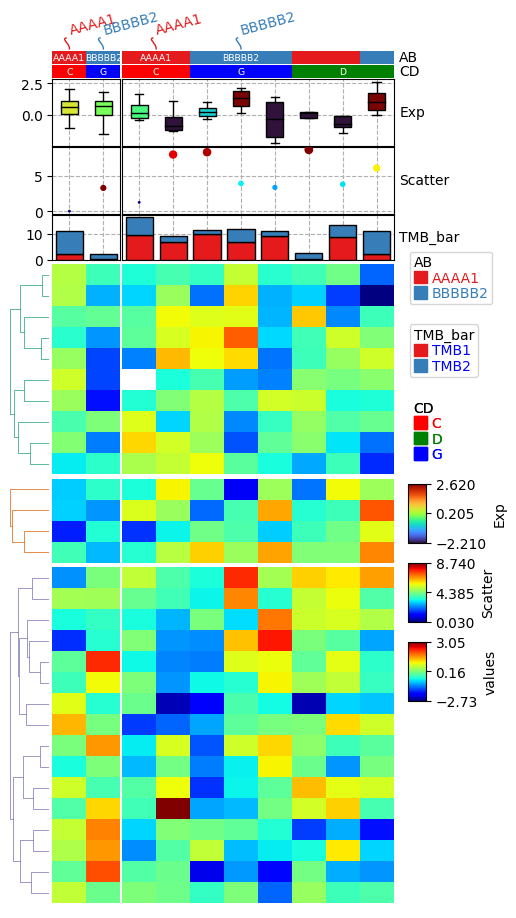 AAAA1 BBBBB2 AAAA1 BBBBB2
AAAA1 BBBBB2 AAAA1 BBBBB2 AB
C G C G D CD
2.5
0.0
Exp
5
0
Scatter
10
0
TMB_bar
AB
AAAA1
BBBBB2
TMB_bar
TMB1
TMB2
CD
C
D
G
2.620
0.205
−2.210
Exp
8.740
4.385
0.030
Scatter
3.05
0.16
−2.73
values